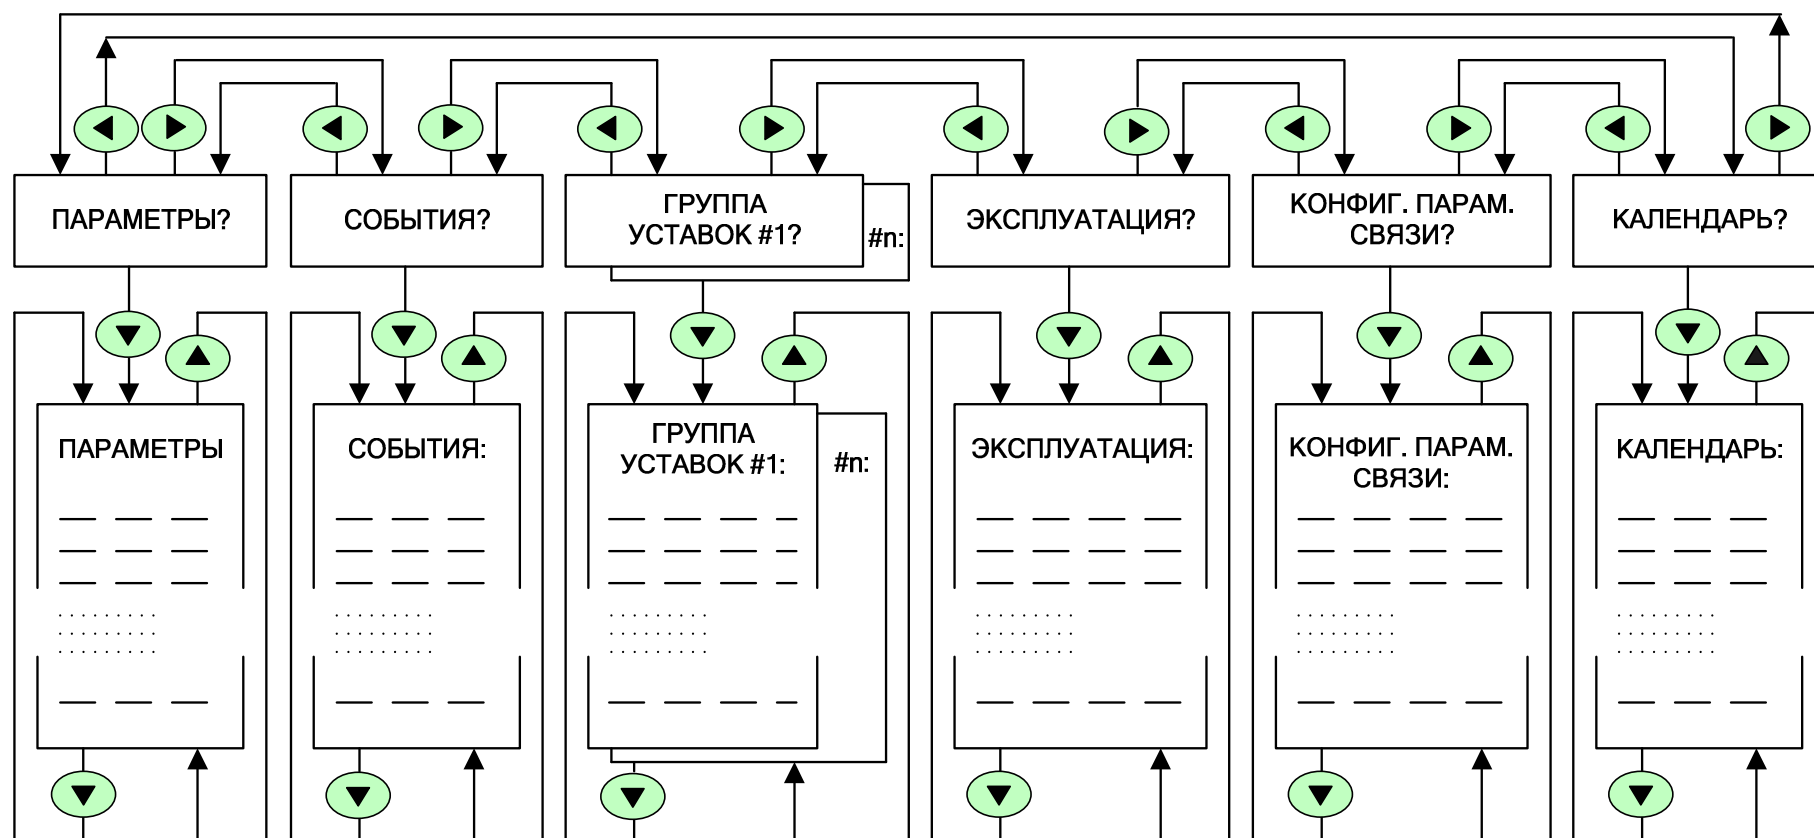 ПАРАМЕТРЫ?
СОБЫТИЯ?
ГРУППА
УСТАВОК #1?
#n:
ЭКСПЛУАТАЦИЯ?
КОНФИГ. ПАРАМ.
СВЯЗИ?
КАЛЕНДАРЬ?
ПАРАМЕТРЫ
СОБЫТИЯ:
ГРУППА
УСТАВОК #1:
#n:
ЭКСПЛУАТАЦИЯ:
КОНФИГ. ПАРАМ.
СВЯЗИ:
КАЛЕНДАРЬ: